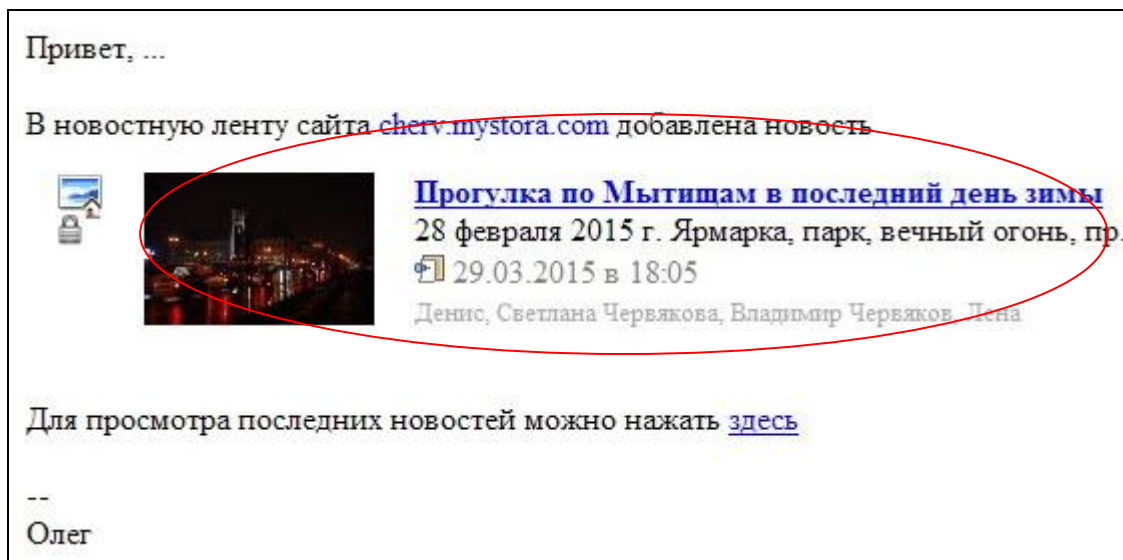 Привет, ...
В новостную ленту сайта cherv.mystora.com добавлена новость
Прогулка по Мытищам в последний день зимы
28 февраля 2015 г. Ярмарка, парк, вечный огонь, пр.
29.03.2015 в 18:05
Денис, Светлана Червякова, Владимир Червяков, Лена
Для просмотра последних новостей можно нажать здесь
--
Олег